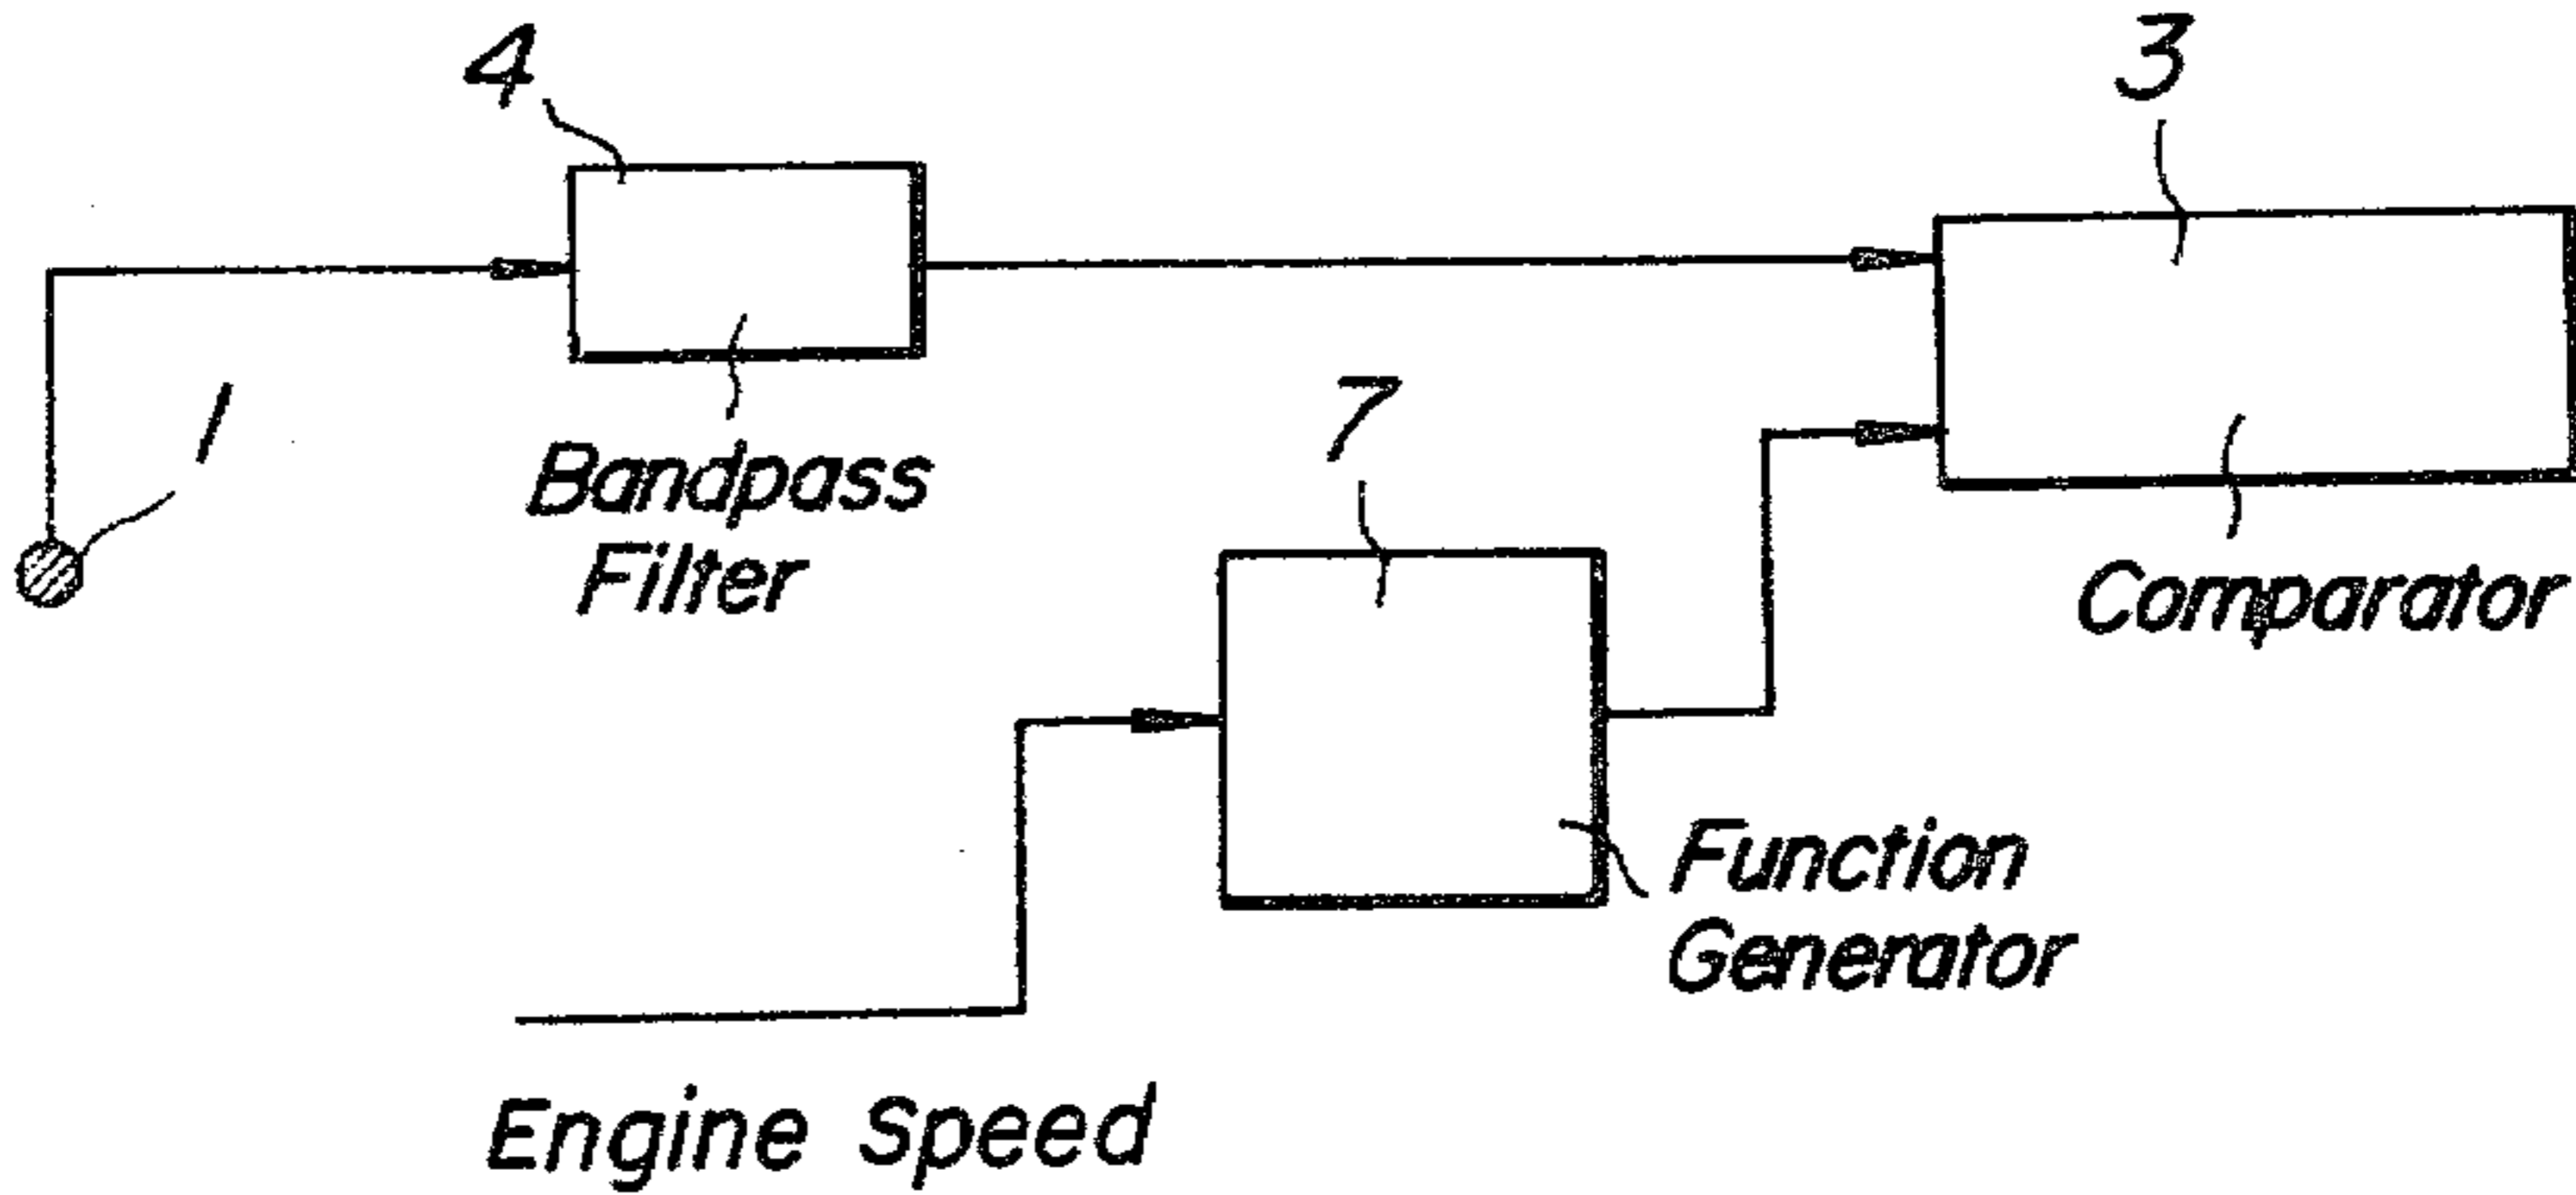 4
3
1
Bandpass
Filter
7
Comparator
Function
Generator
Engine Speed